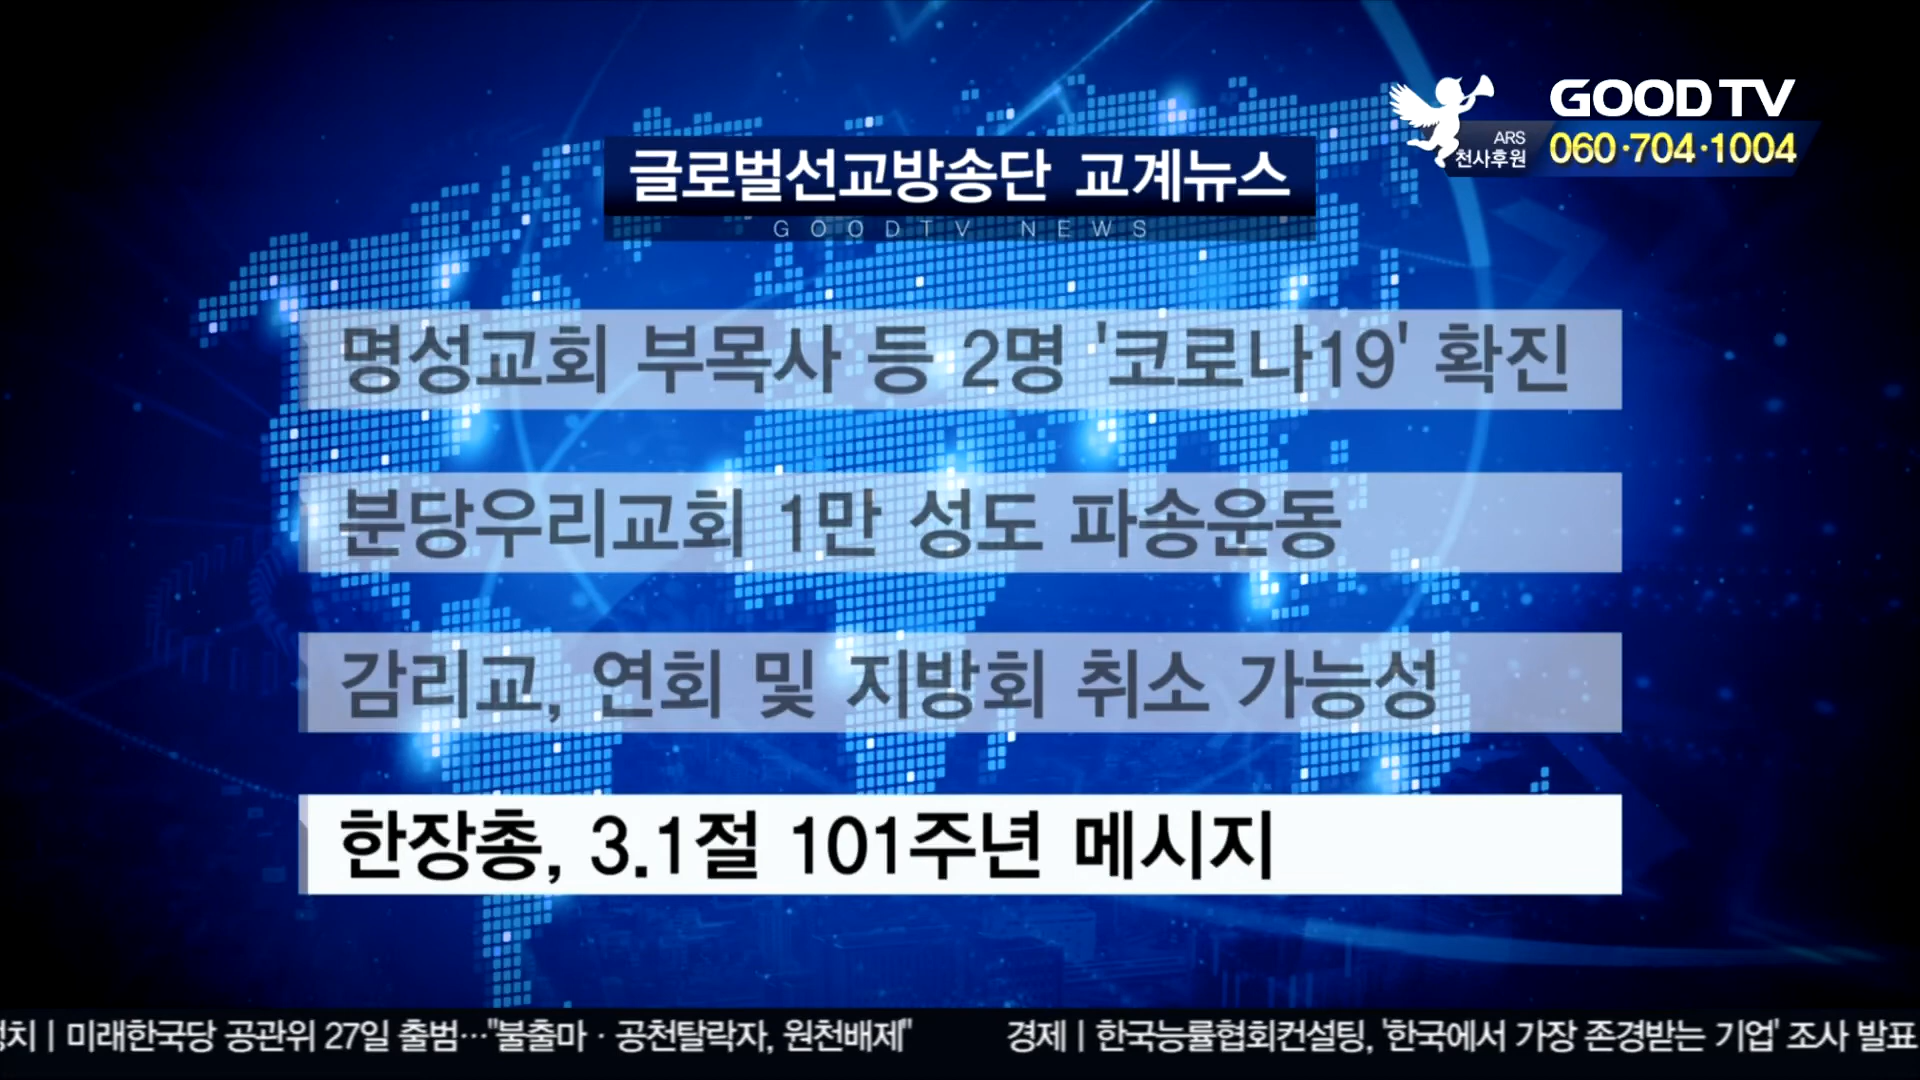 GOODTV
ARS
천사후원
060·704·1004
글로벌선교방송단 교계뉴스
GOODTV NEWS
명성교회 부목사 등 2명 '코로나19' 확진
분당우리교회 1만 성도 파송운동
감리교, 연회 및 지방회 취소 가능성
한장총, 3.1절 101주년 메시지
정치 | 미래한국당 공관위 27일 출범…"불출마 · 공천탈락자, 원천배제" 경제 | 한국능률협회컨설팅, '한국에서 가장 존경받는 기업' 조사 발표